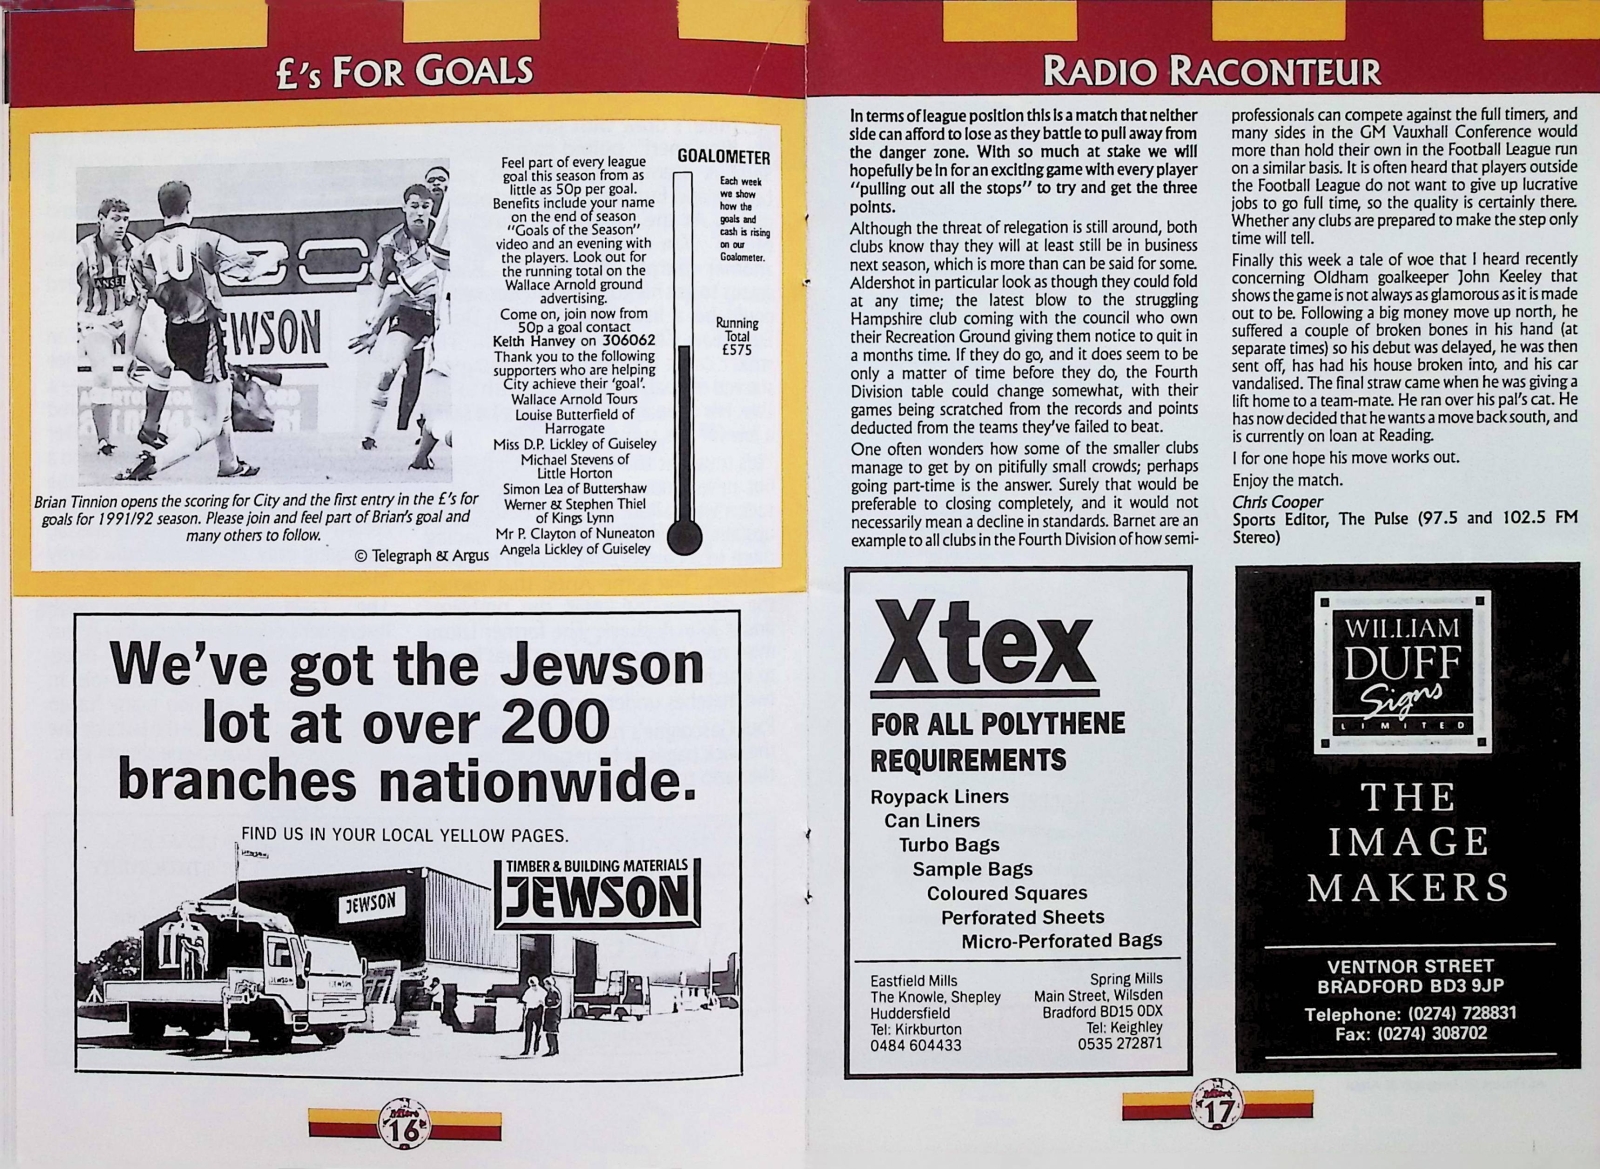 £'s FOR GOALS
ANSEL
JEWSON
Brian Tinnion opens the scoring for City and the first entry in the £'s for
goals for 1991/92 season. Please join and feel part of Brian's goal and
many others to follow.
© Telegraph & Argus
Feel part of every league
goal this season from as
little as 50p per goal.
Benefits include your name
on the end of season
"Goals of the Season"
video and an evening with
the players. Look out for
the running total on the
Wallace Arnold ground
advertising.
Come on, join now from
50p a goal contact
Keith Hanvey on 306062
Thank you to the following
supporters who are helping
City achieve their 'goal'.
Wallace Arnold Tours
Louise Butterfield of
Harrogate
Miss D.P. Lickley of Guiseley
Michael Stevens of
Little Horton
Simon Lea of Buttershaw
Werner & Stephen Thiel
of Kings Lynn
Mr P. Clayton of Nuneaton
Angela Lickley of Guiseley
GOALOMETER
Each week
we show
how the
goals and
cash is rising
on our
Goalometer.
Running
Total
£575
We've got the Jewson
lot at over 200
branches nationwide.
FIND US IN YOUR LOCAL YELLOW PAGES.
TIMBER & BUILDING MATERIALS
JEWSON
JEWSON
16
RADIO RACONTEUR
In terms of league position this is a match that neither
side can afford to lose as they battle to pull away from
the danger zone. With so much at stake we will
hopefully be in for an exciting game with every player
"pulling out all the stops" to try and get the three
points.
Although the threat of relegation is still around, both
clubs know thay they will at least still be in business
next season, which is more than can be said for some.
Aldershot in particular look as though they could fold
at any time; the latest blow to the struggling
Hampshire club coming with the council who own
their Recreation Ground giving them notice to quit in
a months time. If they do go, and it does seem to be
only a matter of time before they do, the Fourth
Division table could change somewhat, with their
games being scratched from the records and points
deducted from the teams they've failed to beat.
One often wonders how some of the smaller clubs
manage to get by on pitifully small crowds; perhaps
going part-time is the answer. Surely that would be
preferable to closing completely, and it would not
necessarily mean a decline in standards. Barnet are an
example to all clubs in the Fourth Division of how semi-
professionals can compete against the full timers, and
many sides in the GM Vauxhall Conference would
more than hold their own in the Football League run
on a similar basis. It is often heard that players outside
the Football League do not want to give up lucrative
jobs to go full time, so the quality is certainly there.
Whether any clubs are prepared to make the step only
time will tell.
Finally this week a tale of woe that I heard recently
concerning Oldham goalkeeper John Keeley that
shows the game is not always as glamorous as it is made
out to be. Following a big money move up north, he
suffered a couple of broken bones in his hand (at
separate times) so his debut was delayed, he was then
sent off, has had his house broken into, and his car
vandalised. The final straw came when he was giving a
lift home to a team-mate. He ran over his pal's cat. He
has now decided that he wants a move back south, and
is currently on loan at Reading.
I for one hope his move works out.
Enjoy the match.
Chris Cooper
Sports Editor, The Pulse (97.5 and 102.5 FM
Stereo)
Xtex
FOR ALL POLYTHENE
REQUIREMENTS
Roypack Liners
Can Liners
Turbo Bags
Sample Bags
Coloured Squares
Perforated Sheets
Micro-Perforated Bags
Eastfield Mills
The Knowle, Shepley
Huddersfield
Tel: Kirkburton
0484 604433
Spring Mills
Main Street, Wilsden
Bradford BD15 0DX
Tel: Keighley
0535 272871
WILLIAM
DUFF
Signs
LIMITED
THE
IMAGE
MAKERS
VENTNOR STREET
BRADFORD BD3 9JP
Telephone: (0274) 728831
Fax: (0274) 308702
17